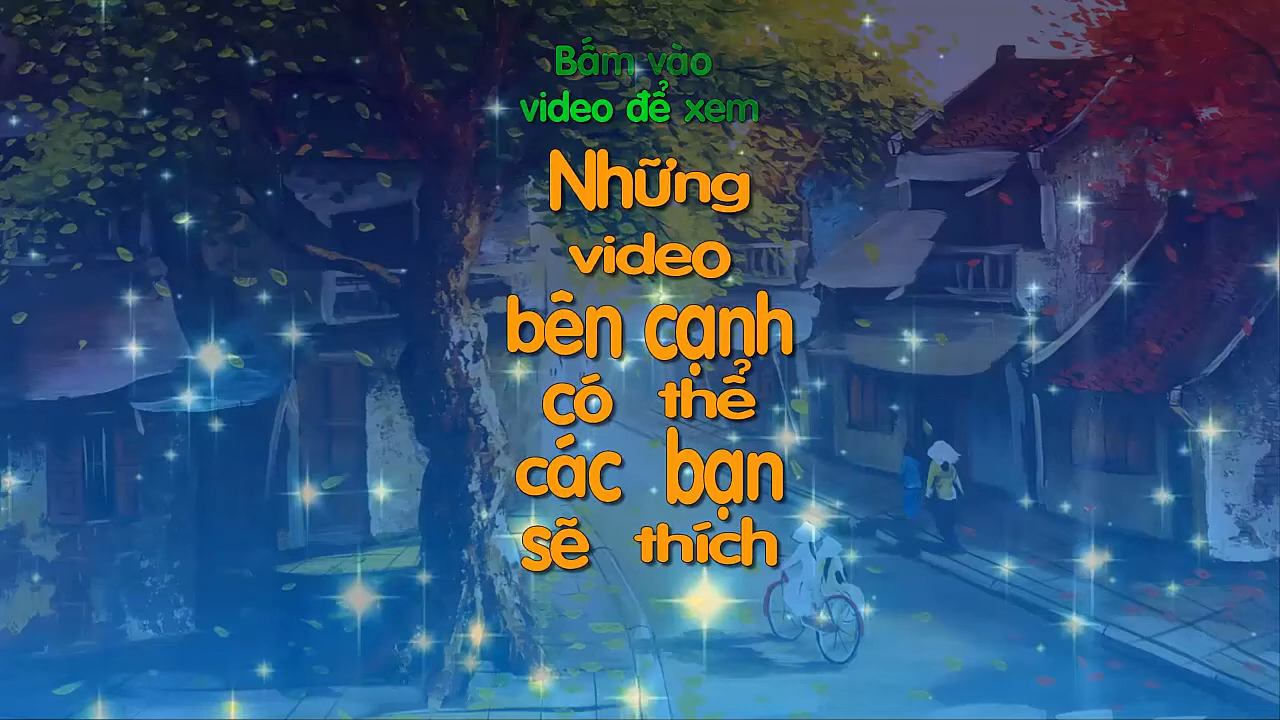 Bấm vào
video để xem
Những
video
bên cạnh
có thể
các bạn
sẽ thích